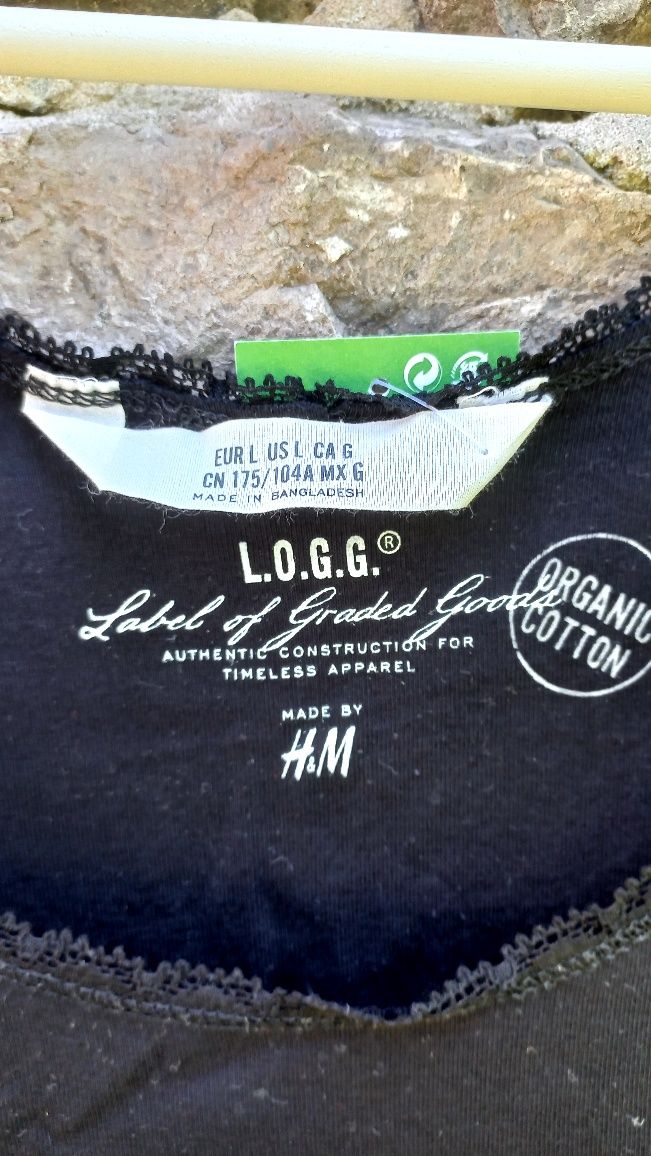 EUR L US L CA G
CN 175/104A MX G
MADE IN BANGLADESH
L.O.G.G.®
Label of Graded Goods
AUTHENTIC CONSTRUCTION FOR
TIMELESS APPAREL
MADE BY
H&M
ORGANIC
COTTON